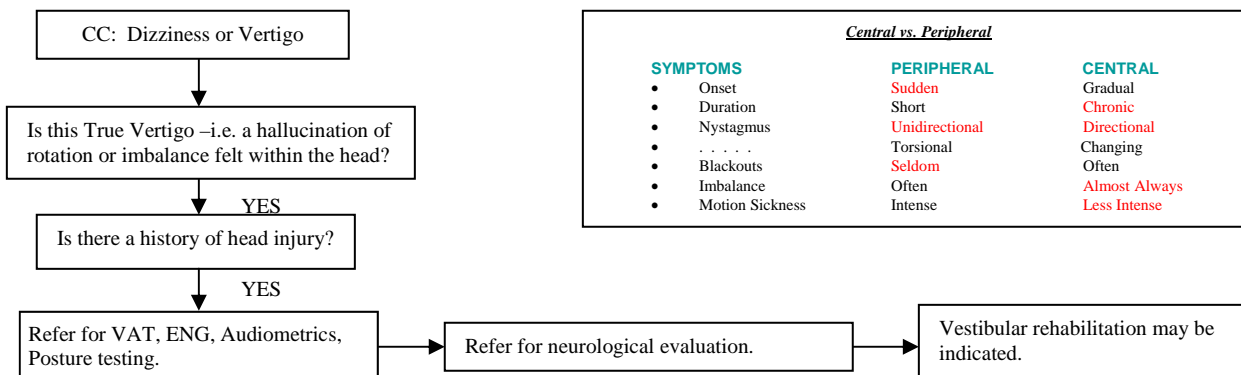 CC: Dizziness or Vertigo
Is this True Vertigo –i.e. a hallucination of
rotation or imbalance felt within the head?
YES
Is there a history of head injury?
YES
Refer for VAT, ENG, Audiometrics,
Posture testing.
Refer for neurological evaluation.
Vestibular rehabilitation may be
indicated.
Central vs. Peripheral
SYMPTOMS PERIPHERAL CENTRAL
• Onset Sudden Gradual
• Duration Short Chronic
• Nystagmus Unidirectional Directional
• . . . . . Torsional Changing
• Blackouts Seldom Often
• Imbalance Often Almost Always
• Motion Sickness Intense Less Intense